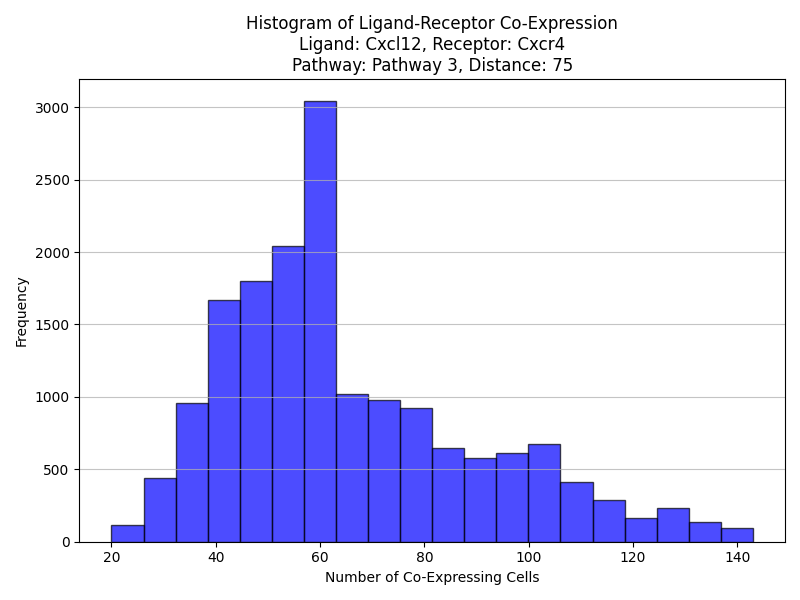 Histogram of Ligand-Receptor Co-Expression
Ligand: Cxcl12, Receptor: Cxcr4
Pathway: Pathway 3, Distance: 75
3000
2500
2000
1500
1000
500
0
Frequency
20 40 60 80 100 120 140
Number of Co-Expressing Cells